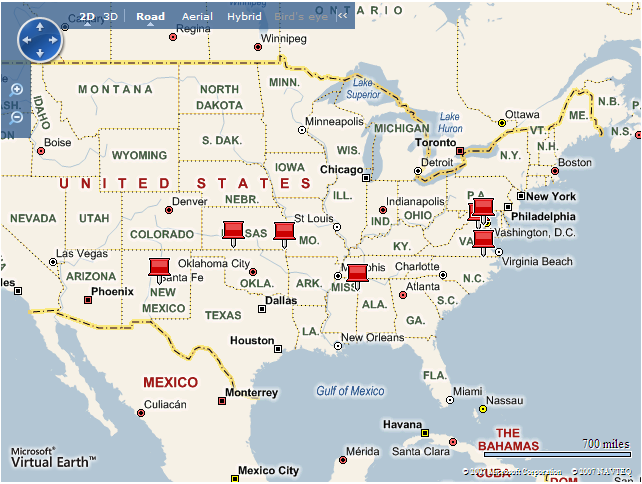 2D 3D Road Aerial Hybrid Bird's eye <<
ONTARIO
Regina
Winnipeg
MONTANA
NORTH
DAKOTA
MINN.
Lake
Superior
Ottawa
N.B.
ME.
IDAHO
Boise
S. DAK.
Minneapolis
WIS.
MICHIGAN
Lake
Huron
Toronto
VT.
N.H.
N.S.
WYOMING
IOWA
Chicago
Detroit
N.Y.
Boston
UNITED STATES
NEBR.
ILL.
IND.
Indianapolis
OHIO
P.A.
New York
Philadelphia
NEVADA
UTAH
Denver
COLORADO
St Louis
MO.
KY.
VA
Washington, D.C.
Virginia Beach
Las Vegas
ARIZONA
Phoenix
Santa Fe
NEW
MEXICO
Oklahoma City
OKLA.
ARK.
MISS
Charlotte
N.C.
S.C.
Atlanta
ALA.
GA.
TEXAS
Dallas
LA.
Houston
New Orleans
FLA.
MEXICO
Monterrey
Culiacán
Gulf of Mexico
Miami
Nassau
Havana
Santa Clara
THE
BAHAMAS
700 miles
Mérida
Mexico City
CUBA
DOM.
San
Microsoft®
Virtual Earth™
Microsoft Corporation © 2007 NAVTEQ